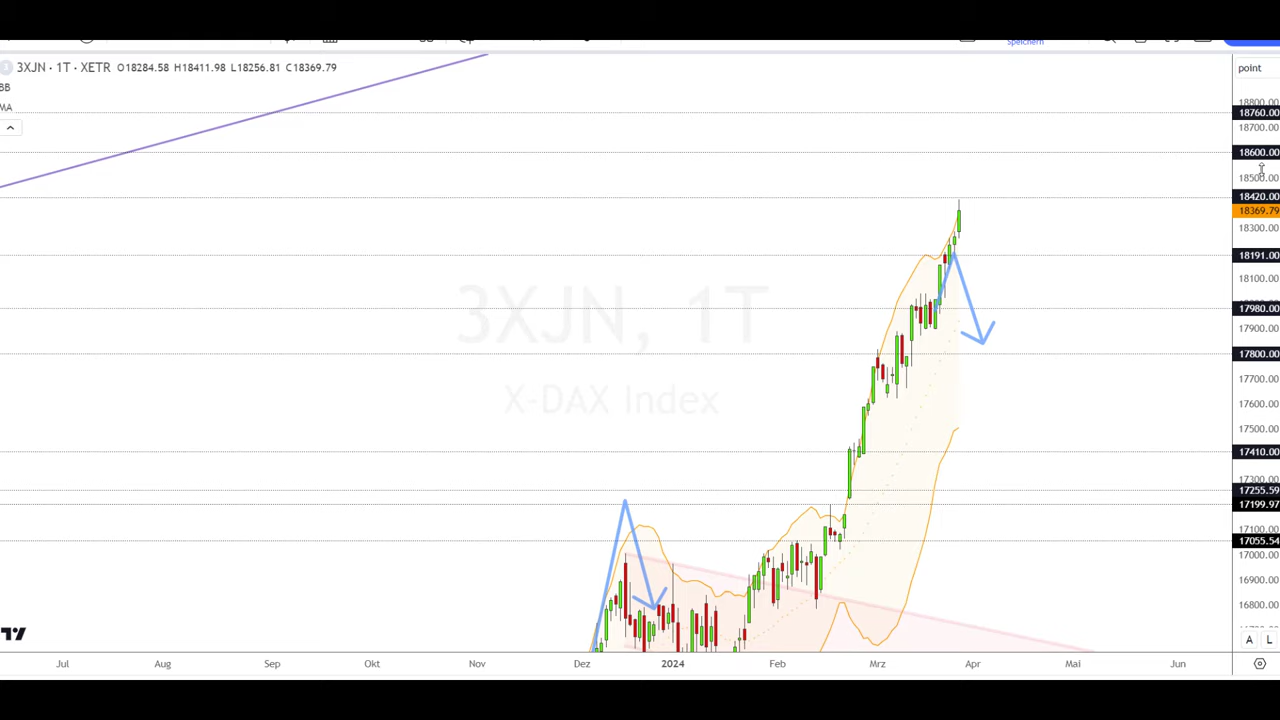 Speichern
3XJN · 1T · XETR O18284.58 H18411.98 L18256.81 C18369.79
BB
MA
point
18800.00
18760.00
18700.00
18600.00
18500.00
18420.00
18369.79
18300.00
18191.00
18100.00
17980.00
17900.00
17800.00
17700.00
17600.00
17500.00
17410.00
17300.00
17255.59
17199.97
17100.00
17055.54
17000.00
16900.00
16800.00
3XJN, 1T
X-DAX Index
A L
Jul Aug Sep Okt Nov Dez 2024 Feb Mrz Apr Mai Jun